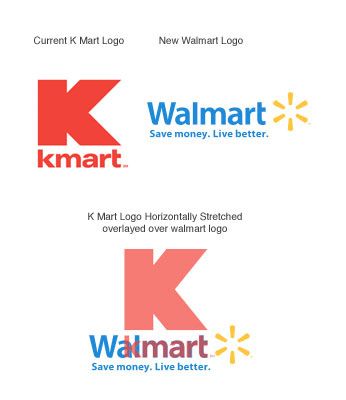 Current K Mart Logo
New Walmart Logo
K
kmart
Walmart
Save money. Live better.
K Mart Logo Horizontally Stretched
overlayed over walmart logo
K
Walkmart
Save money. Live better.